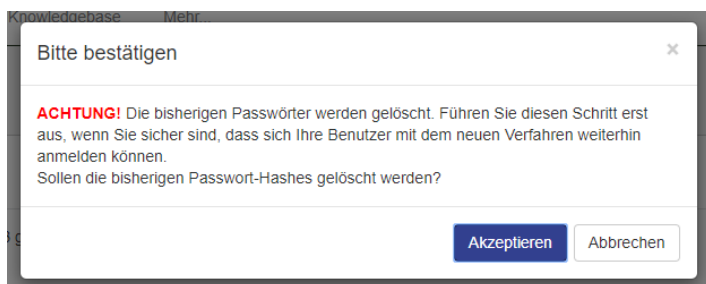 Knowledgebase Mehr...
Bitte bestätigen ×
ACHTUNG! Die bisherigen Passwörter werden gelöscht. Führen Sie diesen Schritt erst
aus, wenn Sie sicher sind, dass sich Ihre Benutzer mit dem neuen Verfahren weiterhin
anmelden können.
Sollen die bisherigen Passwort-Hashes gelöscht werden?
Akzeptieren Abbrechen